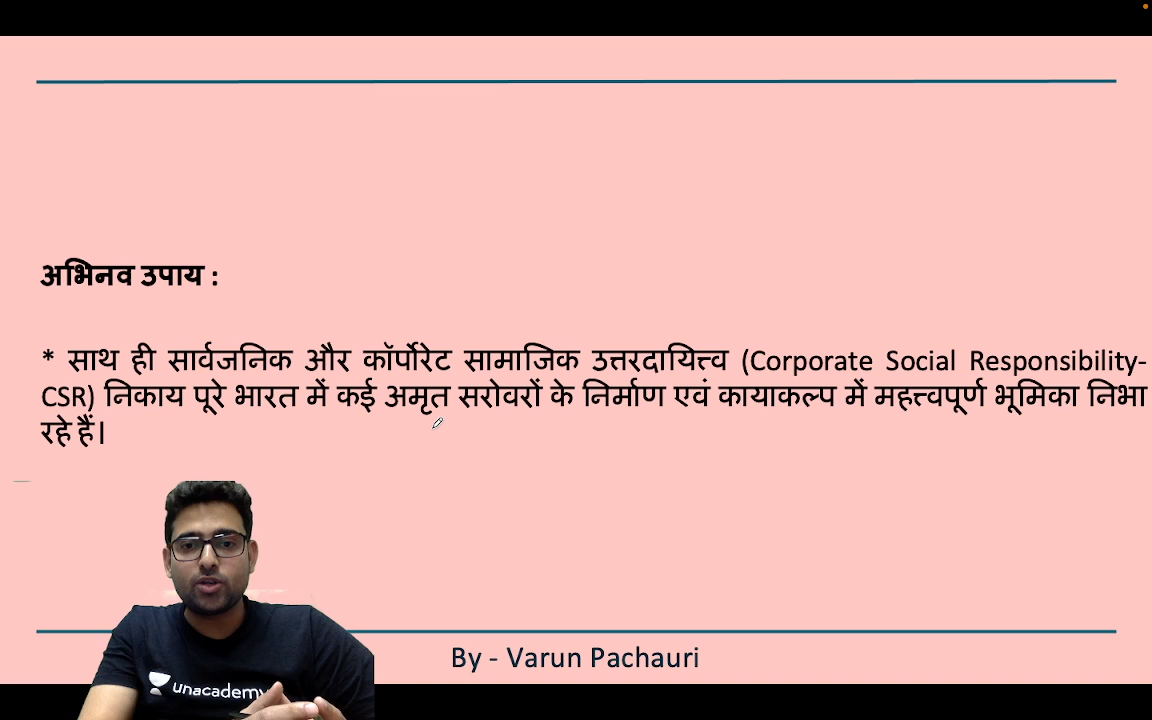 अभिनव उपाय :
* साथ ही सार्वजनिक और कॉर्पोरेट सामाजिक उत्तरदायित्त्व (Corporate Social Responsibility-
CSR) निकाय पूरे भारत में कई अमृत सरोवरों के निर्माण एवं कायाकल्प में महत्त्वपूर्ण भूमिका निभा
रहे हैं।
By - Varun Pachauri
unacademy